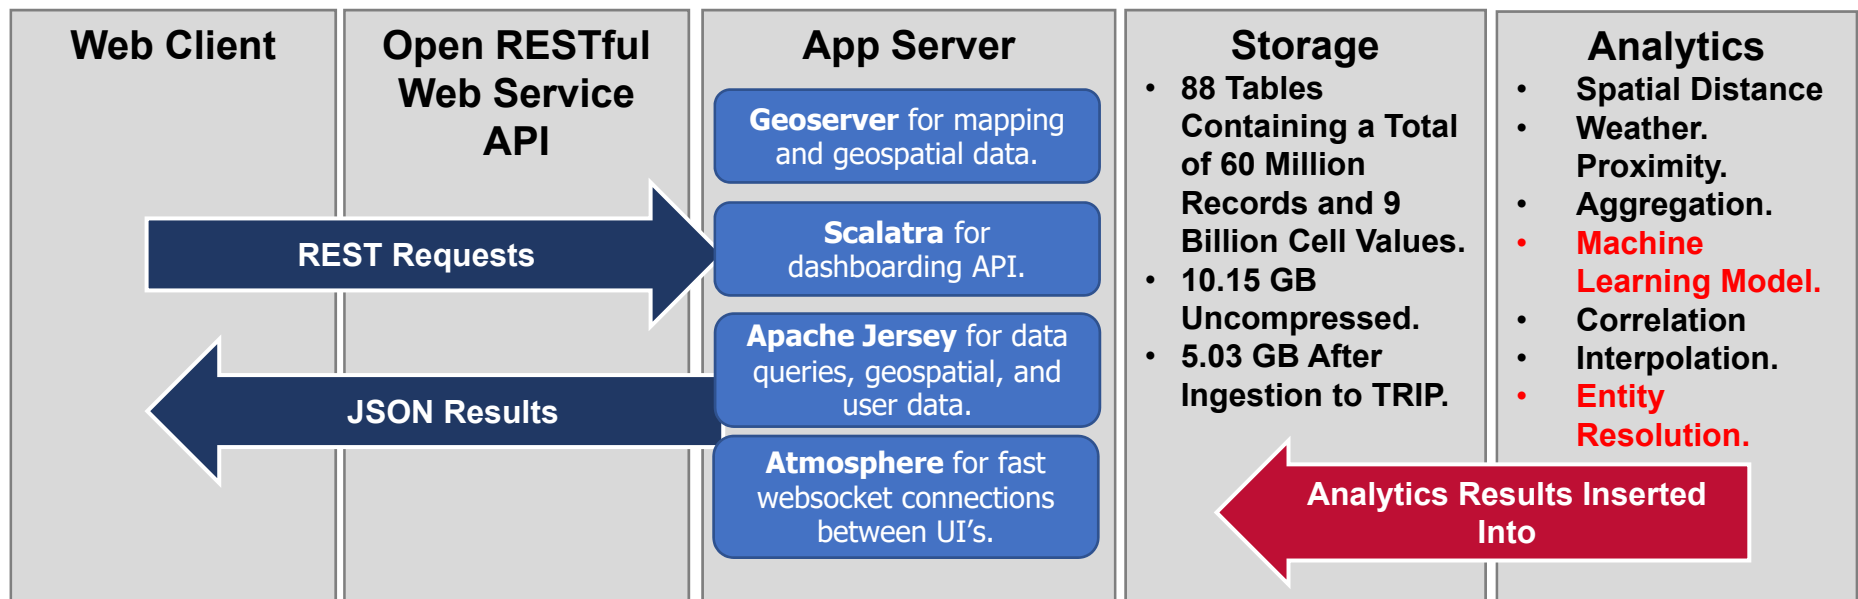 Web Client
Open RESTful
Web Service
API
REST Requests
JSON Results
App Server
Geoserver for mapping
and geospatial data.
Scalatra for
dashboarding API.
Apache Jersey for data
queries, geospatial, and
user data.
Atmosphere for fast
websocket connections
between UI's.
Storage
• 88 Tables
Containing a Total
of 60 Million
Records and 9
Billion Cell Values.
• 10.15 GB
Uncompressed.
• 5.03 GB After
Ingestion to TRIP.
Analytics
• Spatial Distance
• Weather.
Proximity.
• Aggregation.
• Machine
Learning Model.
• Correlation
• Interpolation.
• Entity
Resolution.
Analytics Results Inserted
Into